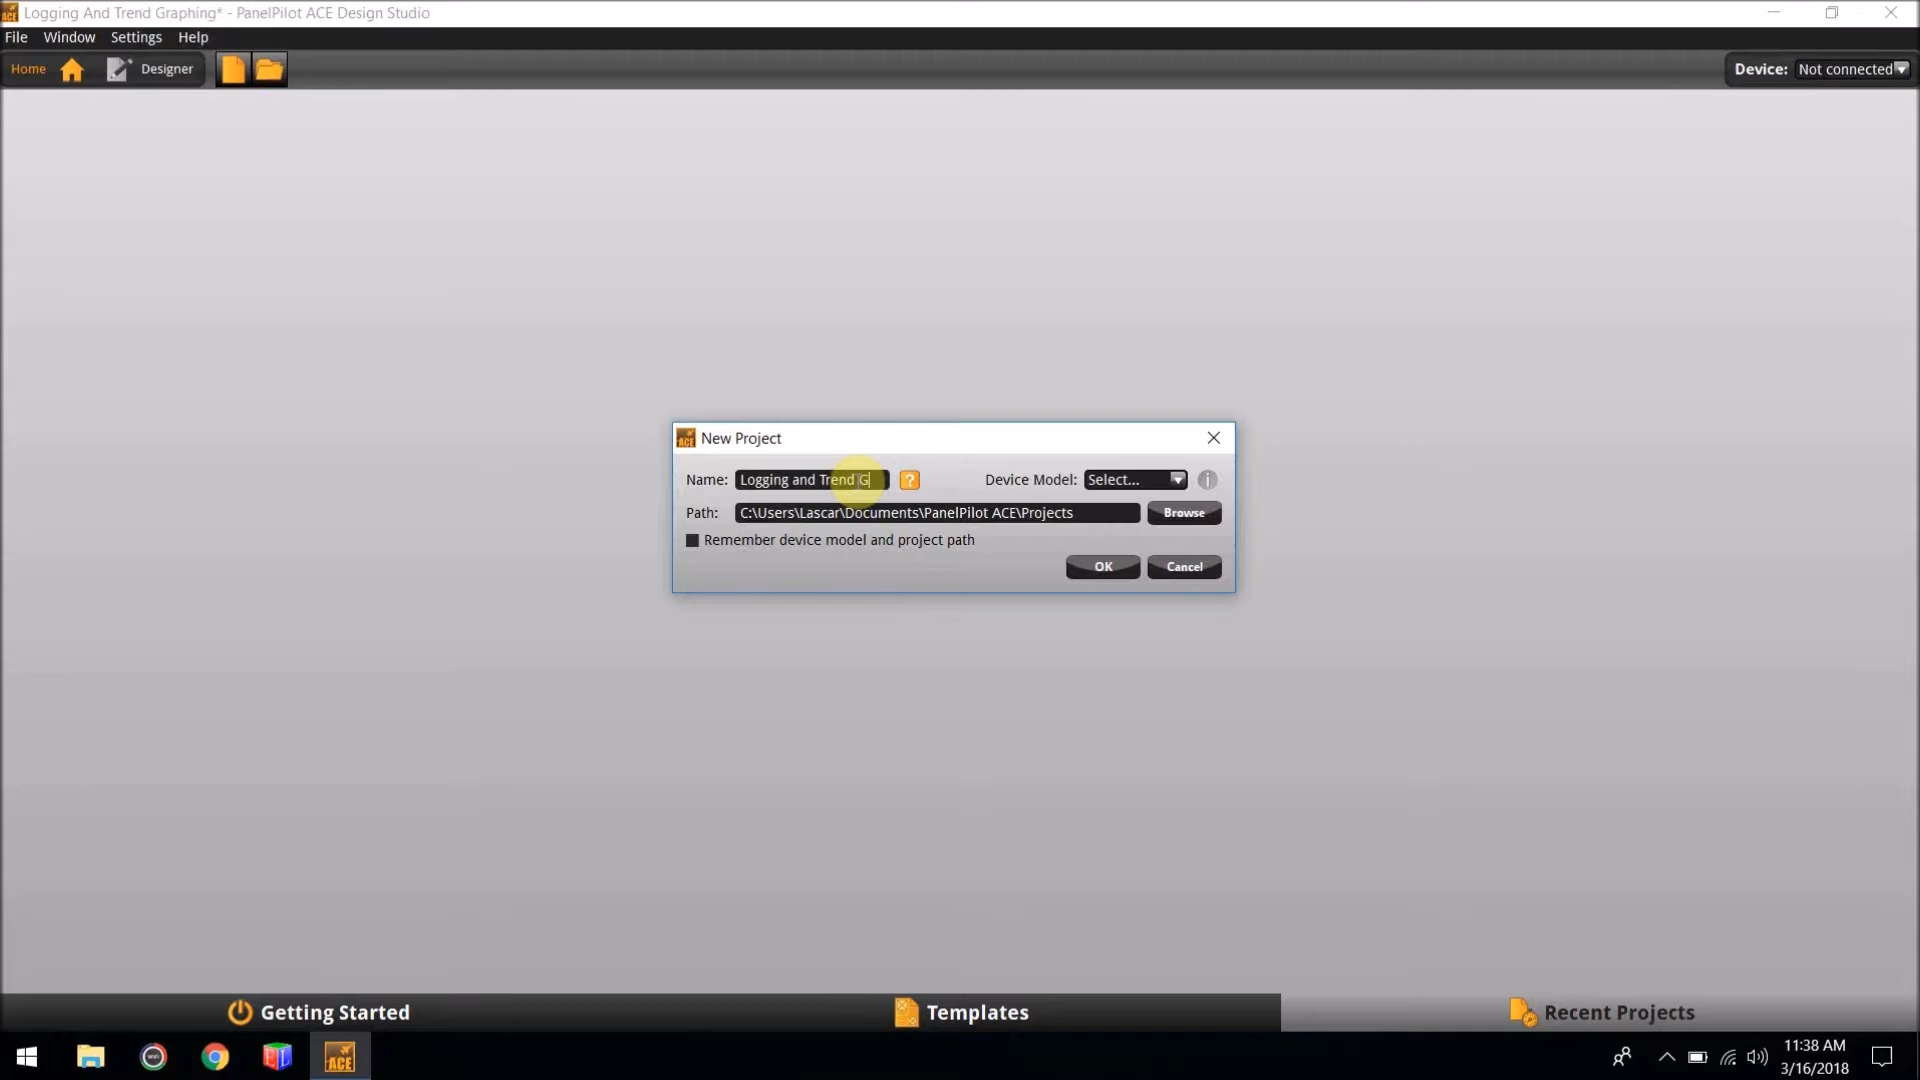 Logging And Trend Graphing* - PanelPilot ACE Design Studio
File Window Settings Help
Home Designer Device: Not connected
ACE New Project
Name: Logging and Trend G ? Device Model: Select... i
Path: C:\Users\Lascar\Documents\PanelPilot ACE\Projects Browse
Remember device model and project path
OK Cancel
Getting Started Templates Recent Projects
ACE 11:38 AM
3/16/2018